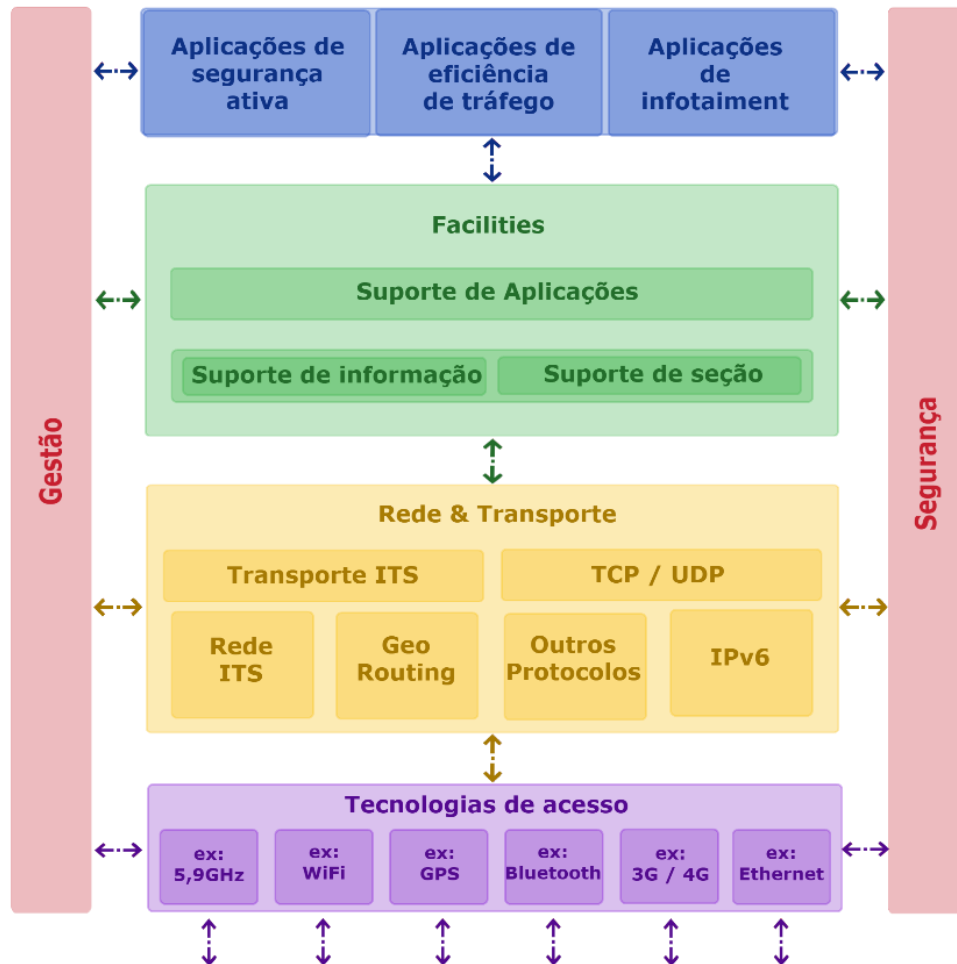 Aplicações de
segurança
ativa
Aplicações de
eficiência
de tráfego
Aplicações
de
infotaiment
Facilities
Suporte de Aplicações
Suporte de informação
Suporte de seção
Gestão
Segurança
Rede & Transporte
Transporte ITS
TCP / UDP
Rede
ITS
Geo
Routing
Outros
Protocolos
IPv6
Tecnologias de acesso
ex:
5,9GHz
ex:
WiFi
ex:
GPS
ex:
Bluetooth
ex:
3G / 4G
ex:
Ethernet